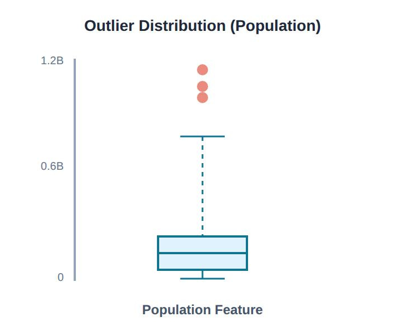 Outlier Distribution (Population)
1.2B
0.6B
0
Population Feature